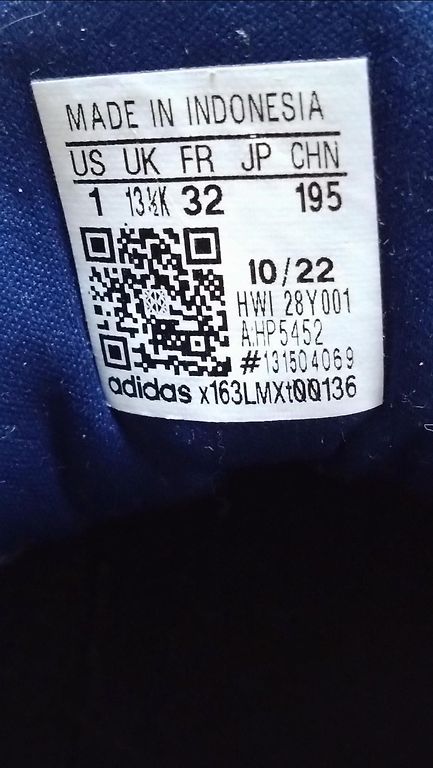 MADE IN INDONESIA
US UK FR JP CHN
1 13½K 32 195
10/22
HWI 28Y001
A:HP5452
#131504069
adidas x163LMXt00136